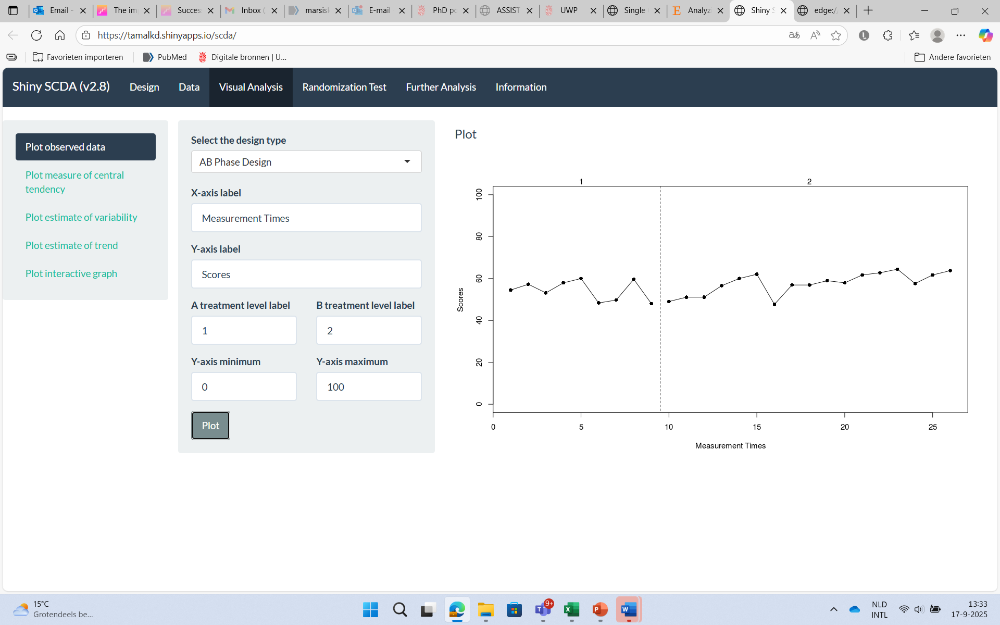 Email -
The im
Succes
Inbox (
marsisk
E-mail
PhD po
ASSIST
UWP
Single
Analyz
Shiny S
edge:/
https://tamalkd.shinyapps.io/scda/
Favorieten importeren
PubMed
Digitale bronnen | U...
Andere favorieten
Shiny SCDA (v2.8)
Design
Data
Visual Analysis
Randomization Test
Further Analysis
Information
Plot observed data
Plot measure of central
tendency
Plot estimate of variability
Plot estimate of trend
Plot interactive graph
Select the design type
AB Phase Design
X-axis label
Measurement Times
Y-axis label
Scores
A treatment level label
B treatment level label
1
2
Y-axis minimum
Y-axis maximum
0
100
Plot
Plot
1
2
100
80
60
40
20
0
Scores
0
5
10
15
20
25
Measurement Times
15°C
Grotendeels be...
9+
NLD
INTL
13:33
17-9-2025